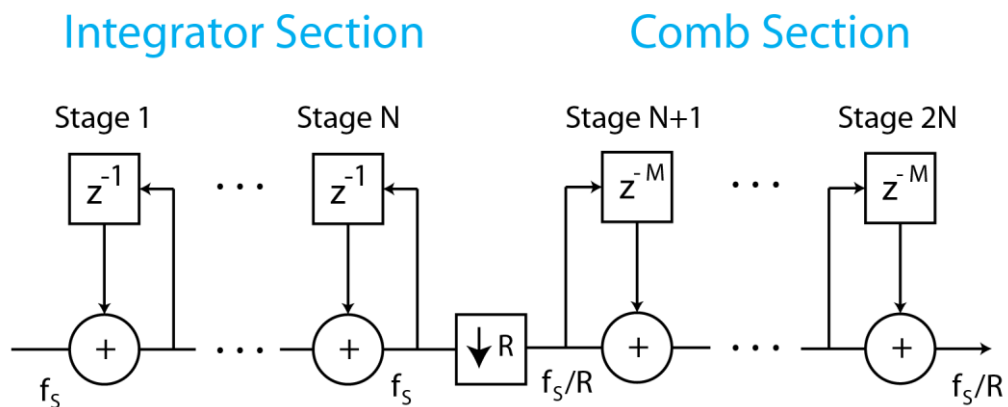 Integrator Section Comb Section
Stage 1 Stage N Stage N+1 Stage 2N
z⁻¹ ... z⁻¹ z⁻ᴹ ... z⁻ᴹ
+ ... + ↓ R + ... +
fₛ fₛ fₛ/R fₛ/R